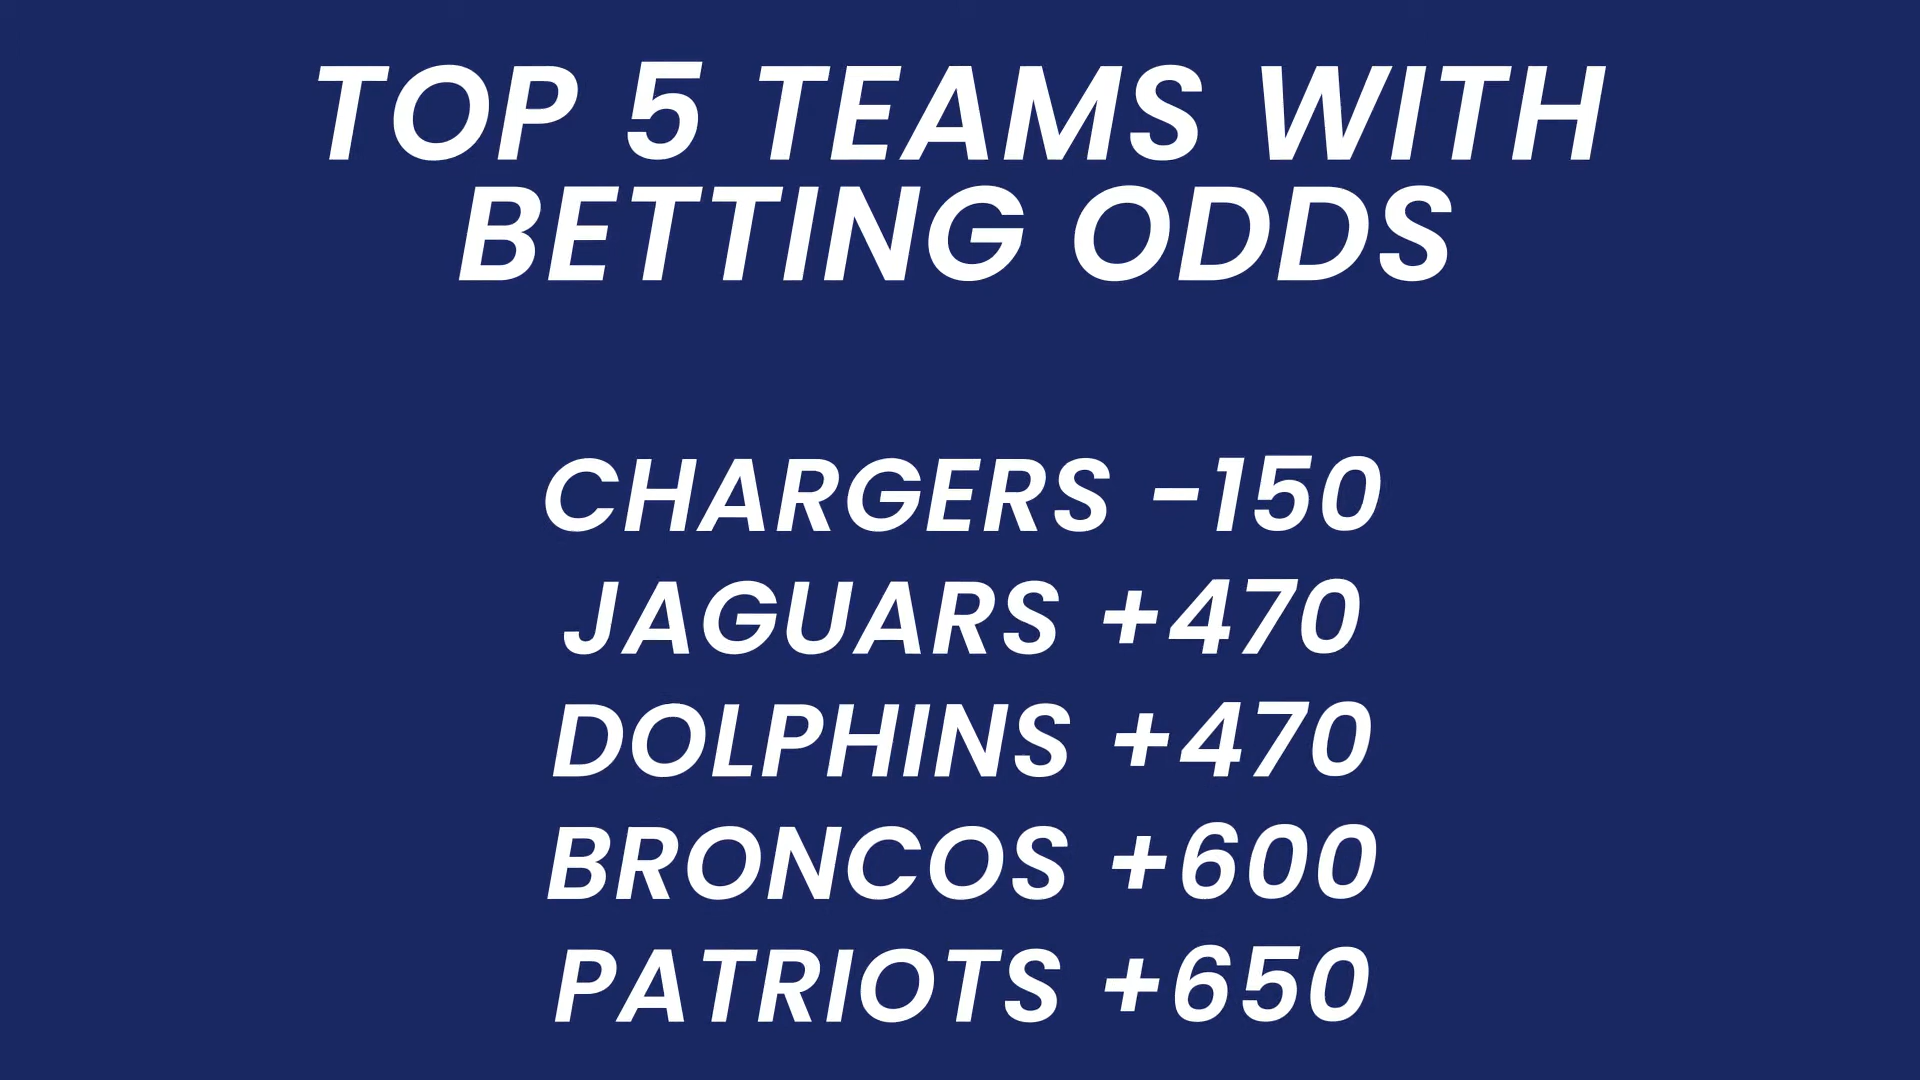 TOP 5 TEAMS WITH
BETTING ODDS
CHARGERS -150
JAGUARS +470
DOLPHINS +470
BRONCOS +600
PATRIOTS +650